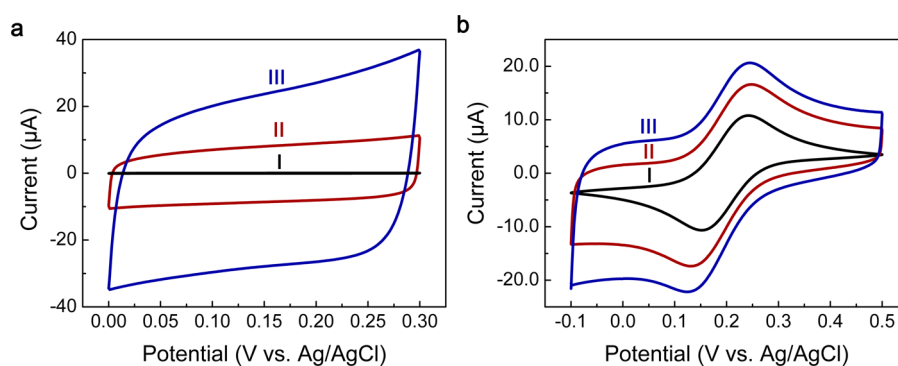 a
40
20
0
-20
-40
Current (µA)
III
II
I
0.00 0.05 0.10 0.15 0.20 0.25 0.30
Potential (V vs. Ag/AgCl)
b
20.0
10.0
0.0
-10.0
-20.0
Current (µA)
III
II
I
-0.1 0.0 0.1 0.2 0.3 0.4 0.5
Potential (V vs. Ag/AgCl)